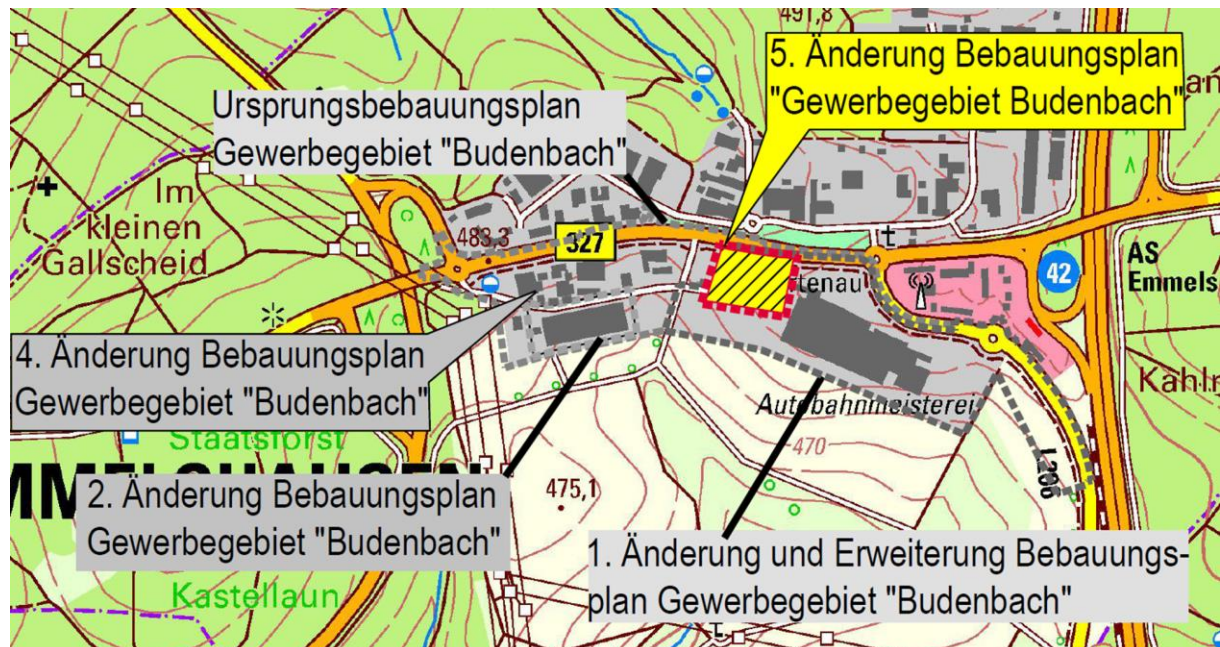 491,8
5. Änderung Bebauungsplan
"Gewerbegebiet Budenbach"
Ursprungsbebauungsplan
Gewerbegebiet "Budenbach"
Im
kleinen
Gallscheid
483,3
327
tenau
42
AS
Emmels
4. Änderung Bebauungsplan
Gewerbegebiet "Budenbach"
Autobahnmeisterei
Staatsforst
470
2. Änderung Bebauungsplan
Gewerbegebiet "Budenbach"
475,1
1. Änderung und Erweiterung Bebauungs-
plan Gewerbegebiet "Budenbach"
Kastellaun